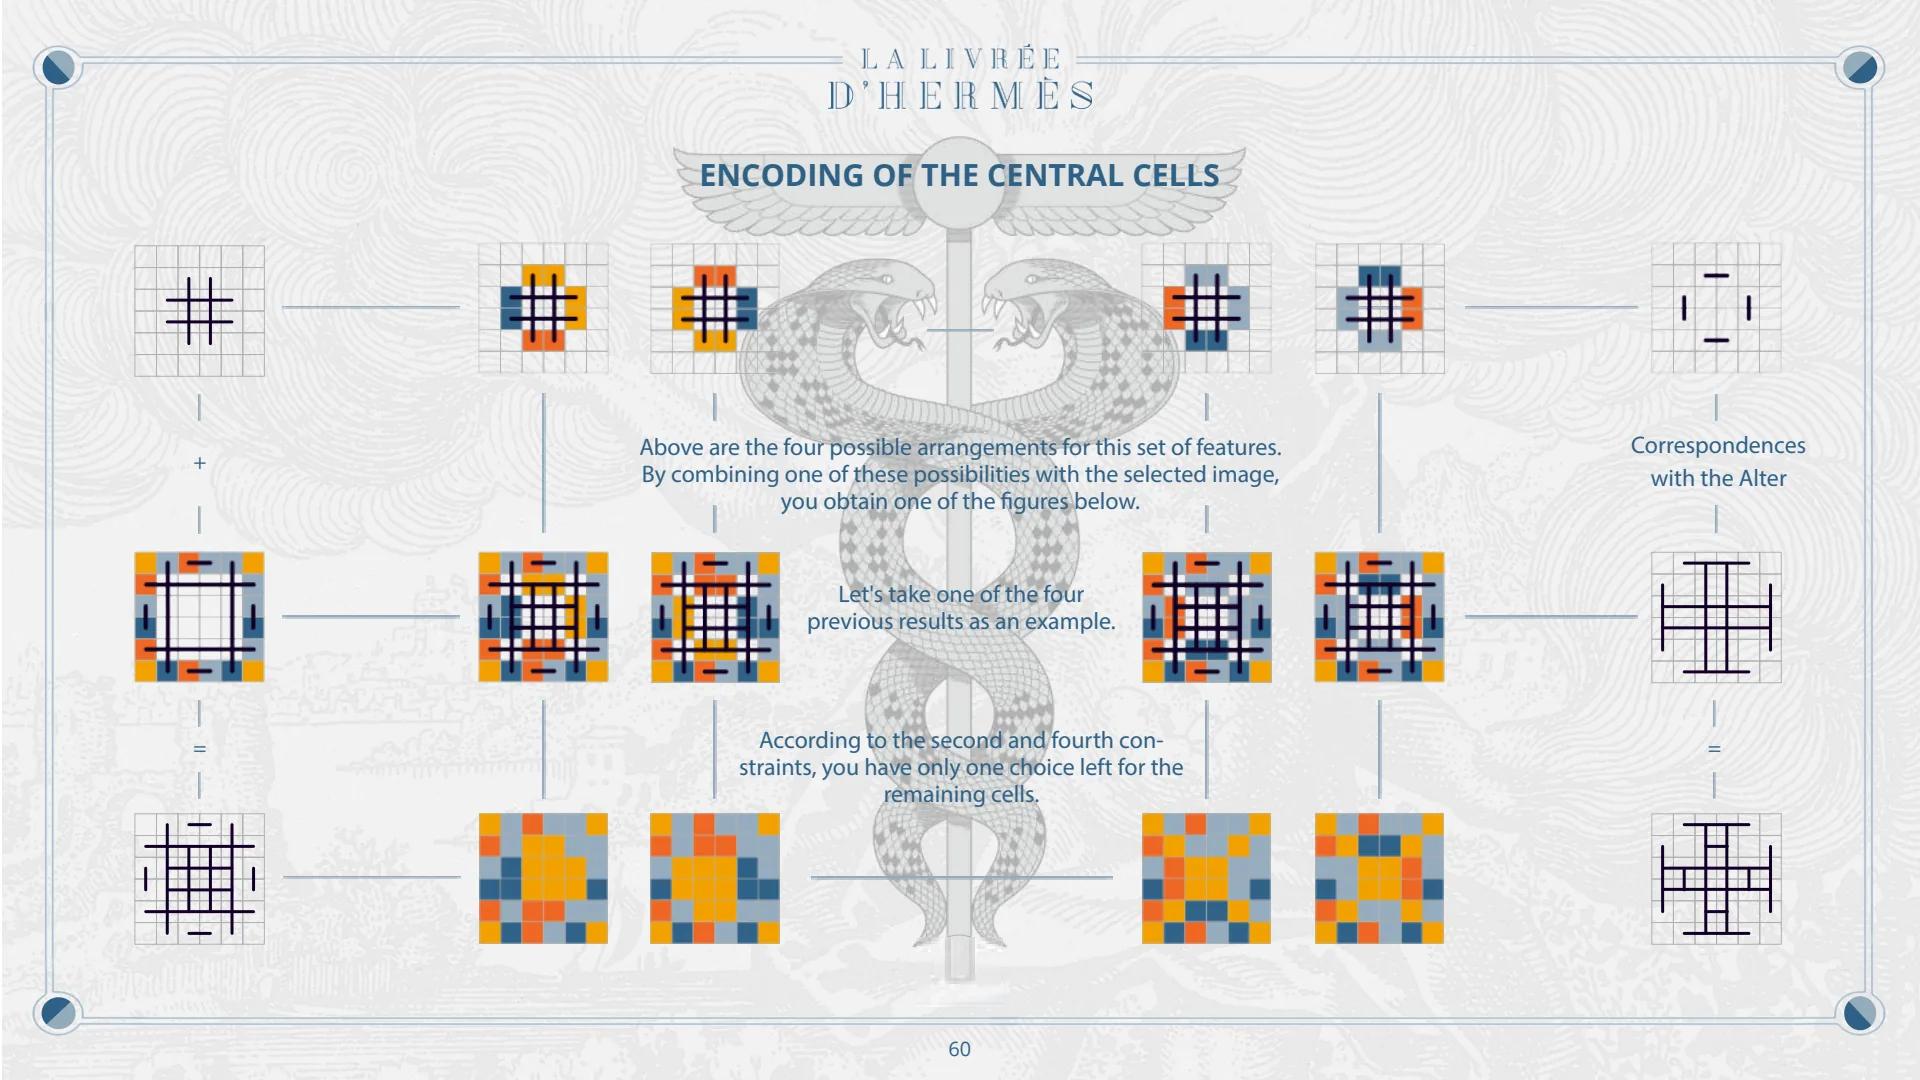 LA LIVRÉE
D'HERMÈS
ENCODING OF THE CENTRAL CELLS
Above are the four possible arrangements for this set of features.
By combining one of these possibilities with the selected image,
you obtain one of the figures below.
Correspondences
with the Alter
+
Let's take one of the four
previous results as an example.
According to the second and fourth con-
straints, you have only one choice left for the
remaining cells.
=
=
60